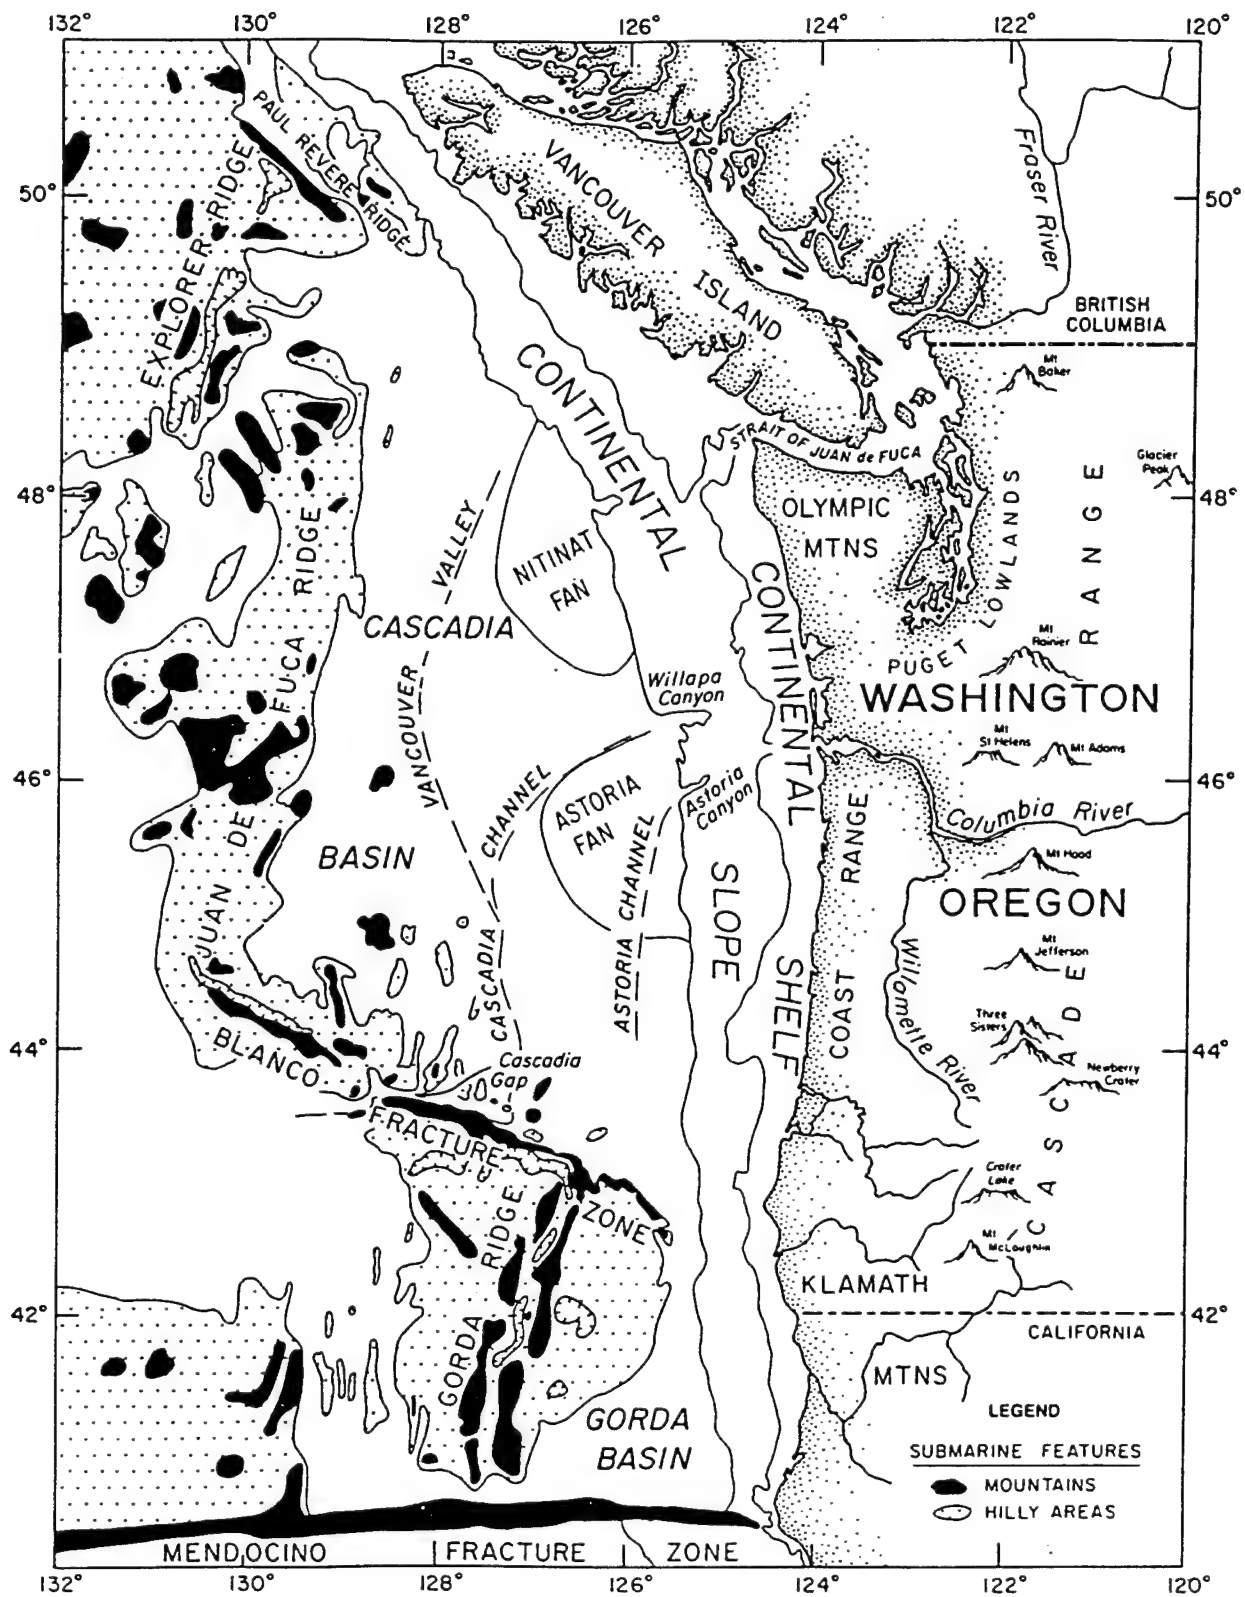 132° 130° 128° 126° 124° 122° 120°
PAUL REVERE RIDGE
VANCOUVER ISLAND
Fraser River
50° 50°
EXPLORER RIDGE
BRITISH
COLUMBIA
Mt
Baker
CONTINENTAL SLOPE
STRAIT OF JUAN de FUCA
Glacier
Peak
48° 48°
OLYMPIC
MTNS
PUGET LOWLANDS
CASCADE RANGE
JUAN DE FUCA RIDGE
VANCOUVER VALLEY
NITINAT
FAN
CONTINENTAL SHELF
CASCADIA
BASIN
Mt
Rainier
Willapa
Canyon
WASHINGTON
Mt
St Helens
Mt Adams
46° 46°
CASCADIA CHANNEL
ASTORIA
FAN
Astoria
Canyon
ASTORIA CHANNEL
COAST RANGE
Columbia River
Mt Hood
OREGON
Willamette River
Mt
Jefferson
Three
Sisters
Newberry
Crater
44° 44°
BLANCO FRACTURE ZONE
Cascadia
Gap
Crater
Lake
Mt
McLoughlin
GORDA RIDGE
KLAMATH
MTNS
42° 42°
CALIFORNIA
GORDA
BASIN
LEGEND
SUBMARINE FEATURES
MOUNTAINS
HILLY AREAS
MENDOCINO FRACTURE ZONE
132° 130° 128° 126° 124° 122° 120°